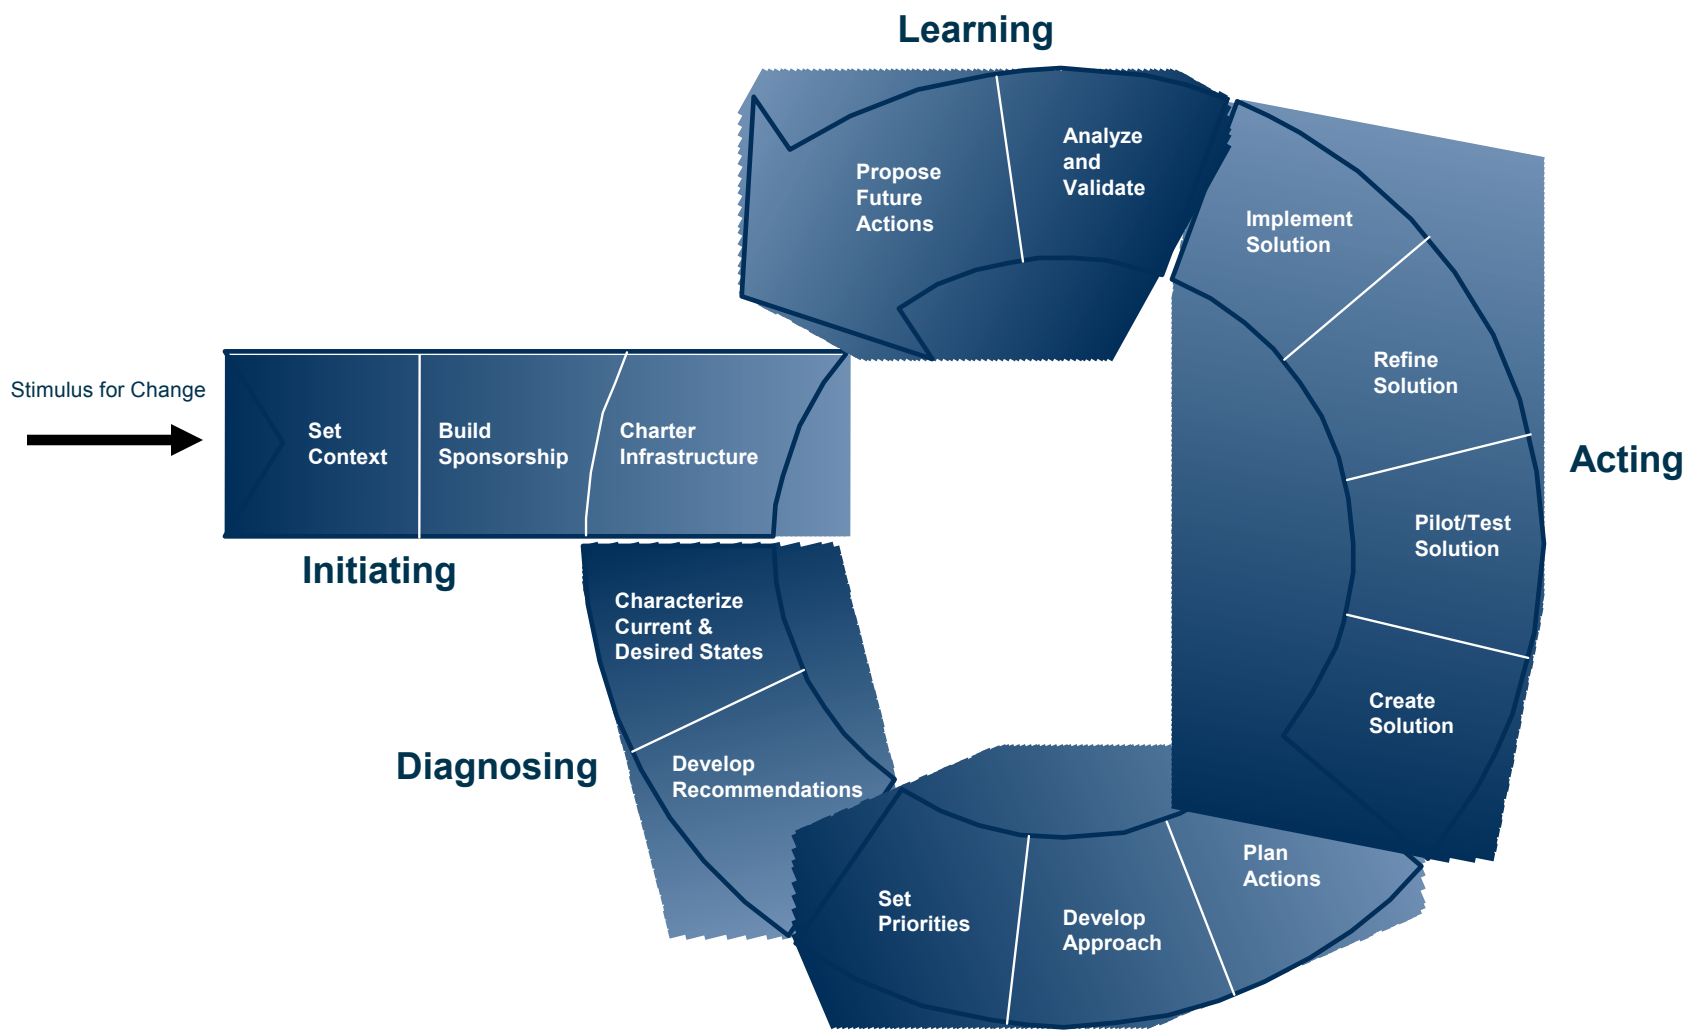 Learning
Propose
Future
Actions
Analyze
and
Validate
Implement
Solution
Refine
Solution
Acting
Pilot/Test
Solution
Create
Solution
Stimulus for Change
Set
Context
Build
Sponsorship
Charter
Infrastructure
Initiating
Characterize
Current &
Desired States
Diagnosing
Develop
Recommendations
Set
Priorities
Develop
Approach
Plan
Actions